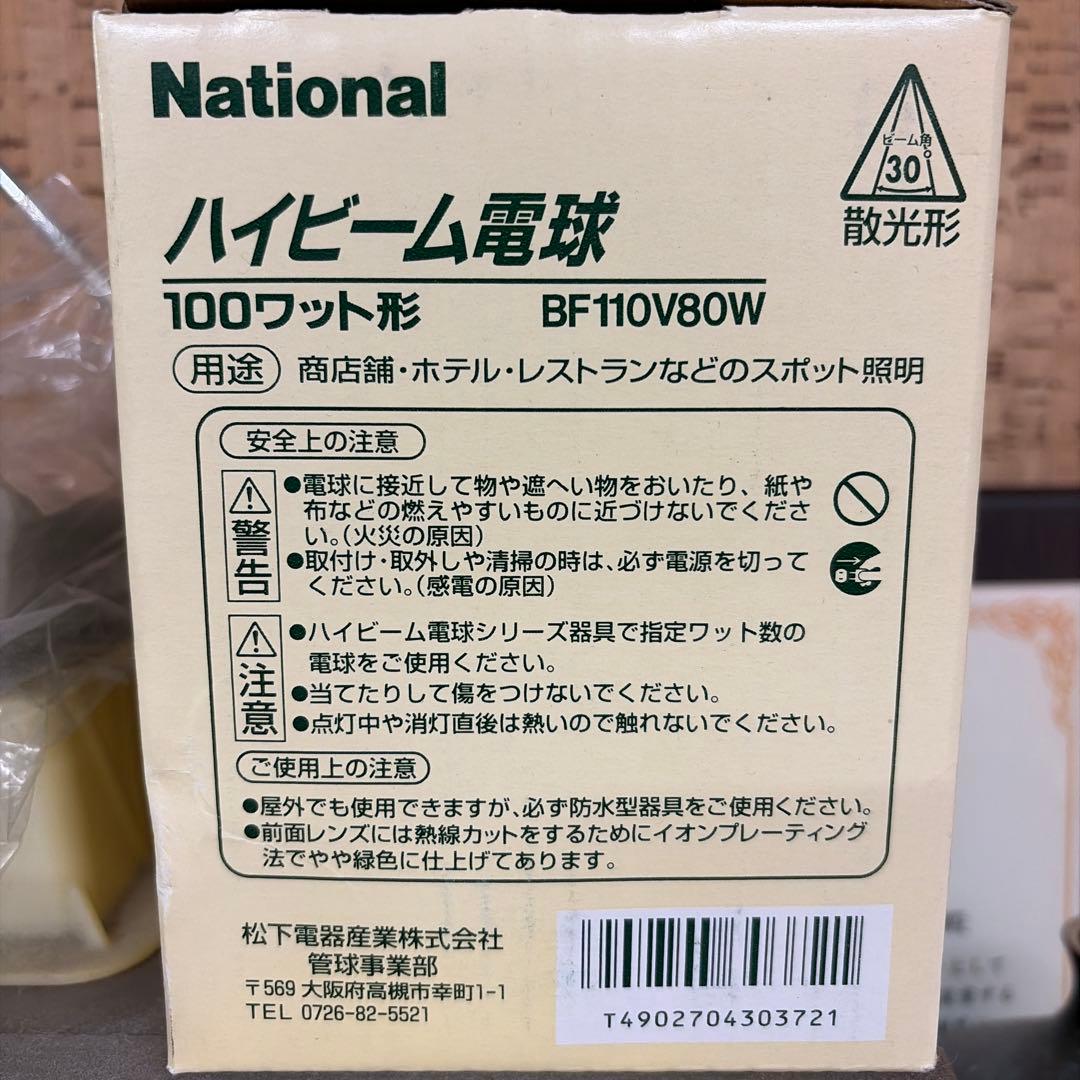 National
ビーム角
30°
散光形
ハイビーム電球
100ワット形 BF110V80W
用途 商店舗・ホテル・レストランなどのスポット照明
安全上の注意
警告
●電球に接近して物や遮へい物をおいたり、紙や
布などの燃えやすいものに近づけないでくださ
い。(火災の原因)
●取付け・取外しや清掃の時は、必ず電源を切って
ください。(感電の原因)
注意
●ハイビーム電球シリーズ器具で指定ワット数の
電球をご使用ください。
●当てたりして傷をつけないでください。
●点灯中や消灯直後は熱いので触れないでください。
ご使用上の注意
●屋外でも使用できますが、必ず防水型器具をご使用ください。
●前面レンズには熱線カットをするためにイオンプレーティング
法でやや緑色に仕上げてあります。
松下電器産業株式会社
管球事業部
〒569 大阪府高槻市幸町1-1
TEL 0726-82-5521
T4902704303721